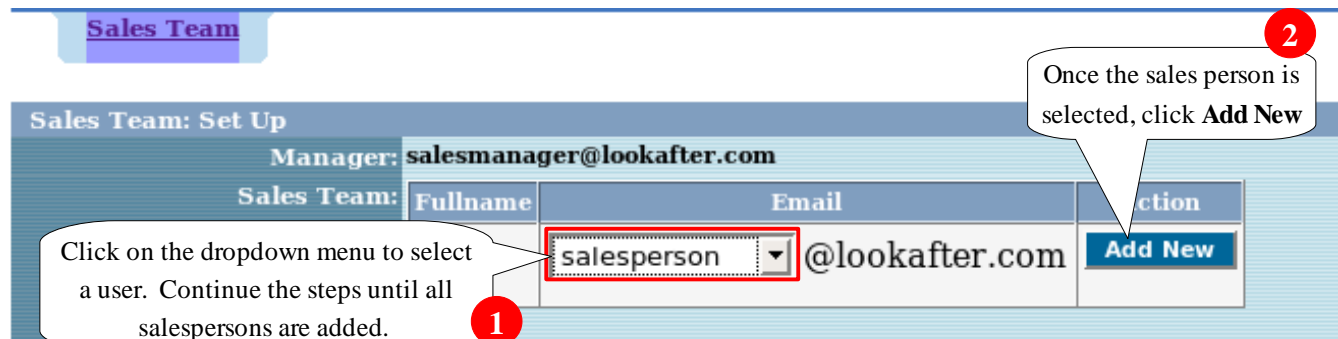 Sales Team
2
Once the sales person is
selected, click Add New
Sales Team: Set Up
Manager: salesmanager@lookafter.com
Sales Team: Fullname Email ction
Click on the dropdown menu to select
a user. Continue the steps until all
salespersons are added.
1
salesperson @lookafter.com Add New